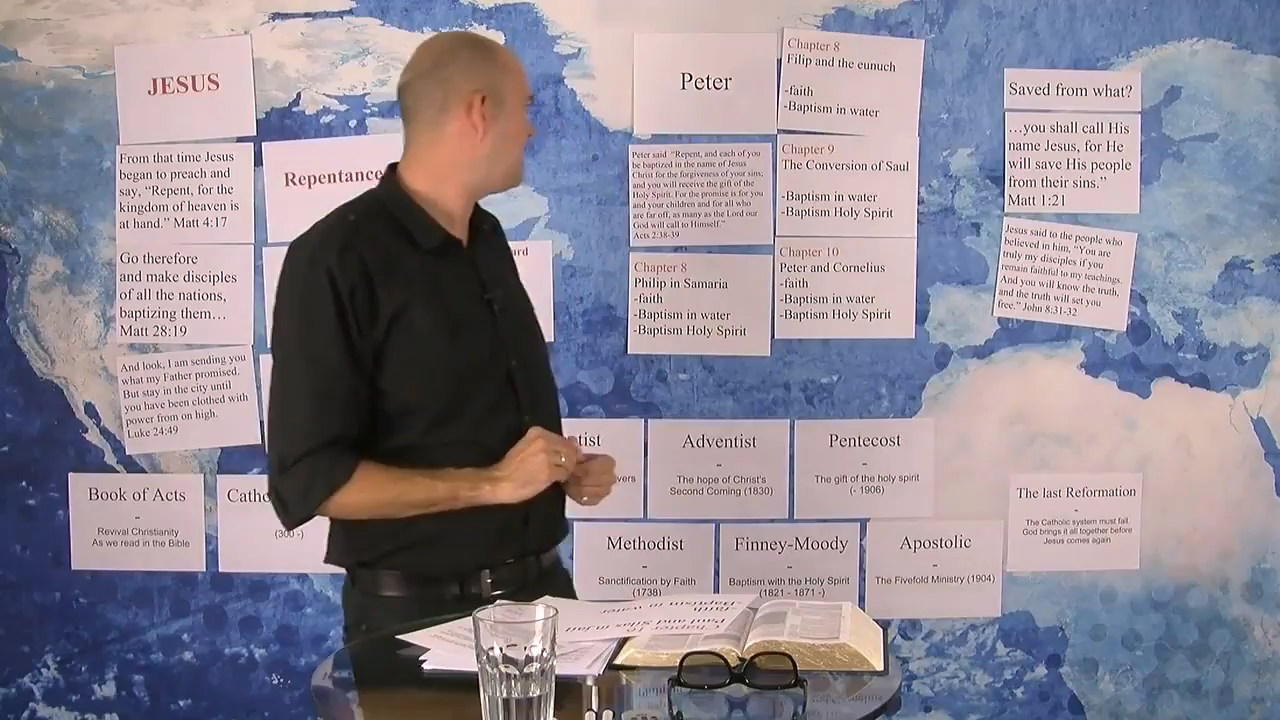 JESUS
From that time Jesus
began to preach and
say, “Repent, for the
kingdom of heaven is
at hand.” Matt 4:17
Go therefore
and make disciples
of all the nations,
baptizing them…
Matt 28:19
And look, I am sending you
what my Father promised.
But stay in the city until
you have been clothed with
power from on high.
Luke 24:49
Repentance
Peter
Peter said “Repent, and each of you
be baptized in the name of Jesus
Christ for the forgiveness of your sins;
and you will receive the gift of the
Holy Spirit. For the promise is for you
and your children and for all who
are far off, as many as the Lord our
God will call to Himself.”
Acts 2:38-39
Chapter 8
Philip in Samaria
-faith
-Baptism in water
-Baptism Holy Spirit
Chapter 8
Filip and the eunuch
-faith
-Baptism in water
Chapter 9
The Conversion of Saul
-Baptism in water
-Baptism Holy Spirit
Chapter 10
Peter and Cornelius
-faith
-Baptism in water
-Baptism Holy Spirit
Saved from what?
…you shall call His
name Jesus, for He
will save His people
from their sins.”
Matt 1:21
Jesus said to the people who
believed in him, “You are
truly my disciples if you
remain faithful to my teachings.
And you will know the truth,
and the truth will set you
free.” John 8:31-32
Book of Acts
-
Revival Christianity
As we read in the Bible
Catho
(300 -)
tist
vers
Adventist
-
The hope of Christ's
Second Coming (1830)
Pentecost
-
The gift of the holy spirit
(- 1906)
Methodist
-
Sanctification by Faith
(1738)
Finney-Moody
-
Baptism with the Holy Spirit
(1821 - 1871 -)
Apostolic
-
The Fivefold Ministry (1904)
The last Reformation
-
The Catholic system must fall.
God brings it all together before
Jesus comes again
Paul and Silas in Jail
Baptism in water